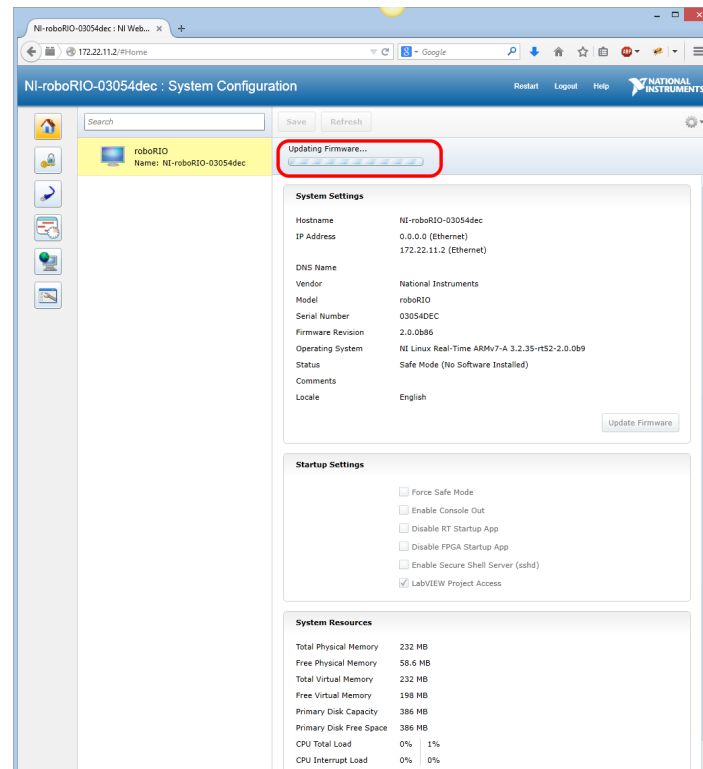 NI-roboRIO-03054dec : NI Web...
172.22.11.2/#Home
Google
NI-roboRIO-03054dec : System Configuration
Restart Logout Help NATIONAL INSTRUMENTS
Search
Save Refresh
roboRIO
Name: NI-roboRIO-03054dec
Updating Firmware...
System Settings
Hostname NI-roboRIO-03054dec
IP Address 0.0.0.0 (Ethernet)
172.22.11.2 (Ethernet)
DNS Name
Vendor National Instruments
Model roboRIO
Serial Number 03054DEC
Firmware Revision 2.0.0b86
Operating System NI Linux Real-Time ARMv7-A 3.2.35-rt52-2.0.0b9
Status Safe Mode (No Software Installed)
Comments
Locale English
Update Firmware
Startup Settings
Force Safe Mode
Enable Console Out
Disable RT Startup App
Disable FPGA Startup App
Enable Secure Shell Server (sshd)
LabVIEW Project Access
System Resources
Total Physical Memory 232 MB
Free Physical Memory 58.6 MB
Total Virtual Memory 232 MB
Free Virtual Memory 198 MB
Primary Disk Capacity 386 MB
Primary Disk Free Space 386 MB
CPU Total Load 0% 1%
CPU Interrupt Load 0% 0%